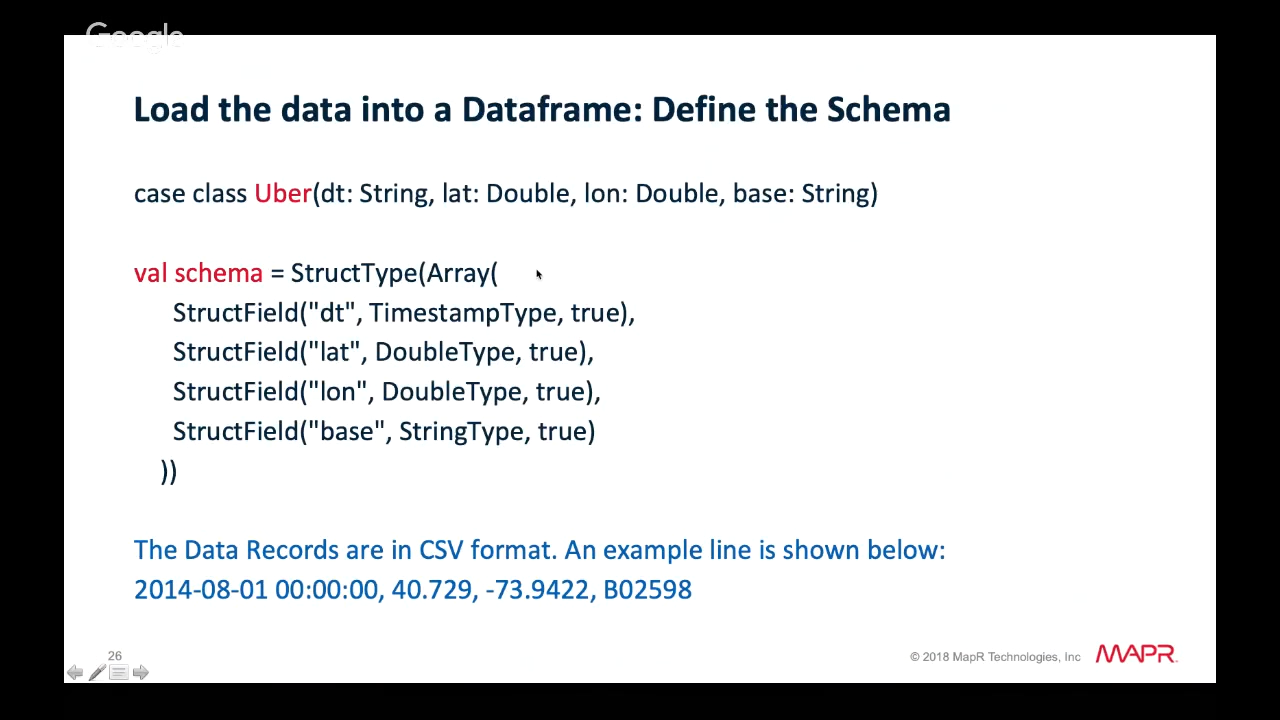 Google
Load the data into a Dataframe: Define the Schema
case class Uber(dt: String, lat: Double, lon: Double, base: String)
val schema = StructType(Array(
StructField("dt", TimestampType, true),
StructField("lat", DoubleType, true),
StructField("lon", DoubleType, true),
StructField("base", StringType, true)
))
The Data Records are in CSV format. An example line is shown below:
2014-08-01 00:00:00, 40.729, -73.9422, B02598
26
© 2018 MapR Technologies, Inc MAPR.